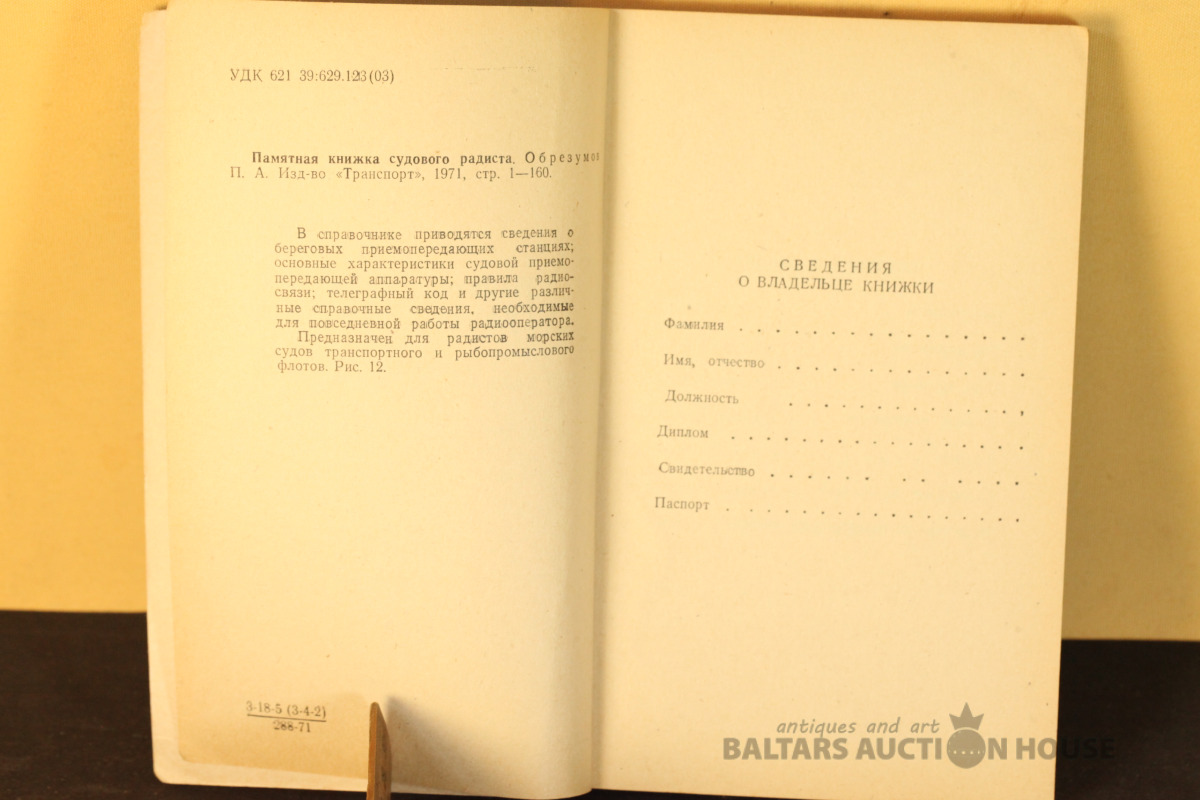 УДК 621 39:629.123(03)
Памятная книжка судового радиста. Обрезумов
П. А. Изд-во «Транспорт», 1971, стр. 1—160.
В справочнике приводятся сведения о
береговых приемопередающих станциях;
основные характеристики судовой приемо-
передающей аппаратуры; правила радио-
связи; телеграфный код и другие различ-
ные справочные сведения, необходимые
для повседневной работы радиооператора.
Предназначен для радистов морских
судов транспортного и рыбопромыслового
флотов. Рис. 12.
3-18-5 (3-4-2)
288-71
СВЕДЕНИЯ
О ВЛАДЕЛЬЦЕ КНИЖКИ
Фамилия . . . . . . . . . . . . . . . .
Имя, отчество . . . . . . . . . . . . .
Должность . . . . . . . . . . . . .
Диплом . . . . . . . . . . . . . . . . .
Свидетельство . . . . . . . . . . . .
Паспорт . . . . . . . . . . . . . . . .
antiques and art
BALTARS AUCTION HOUSE